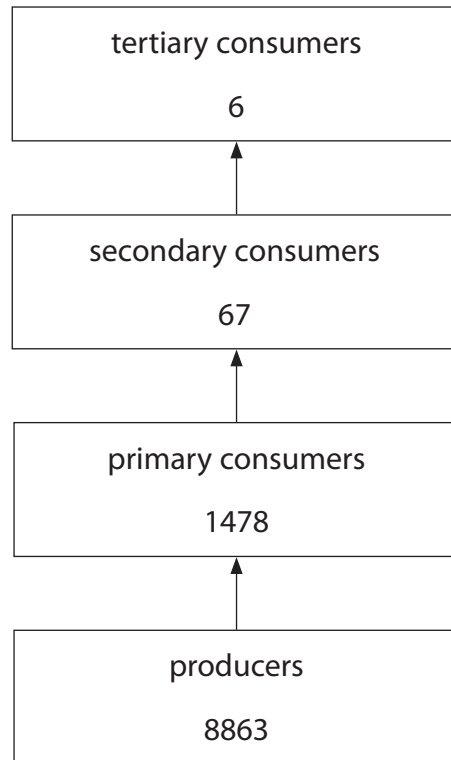 tertiary consumers
6
secondary consumers
67
primary consumers
1478
producers
8863